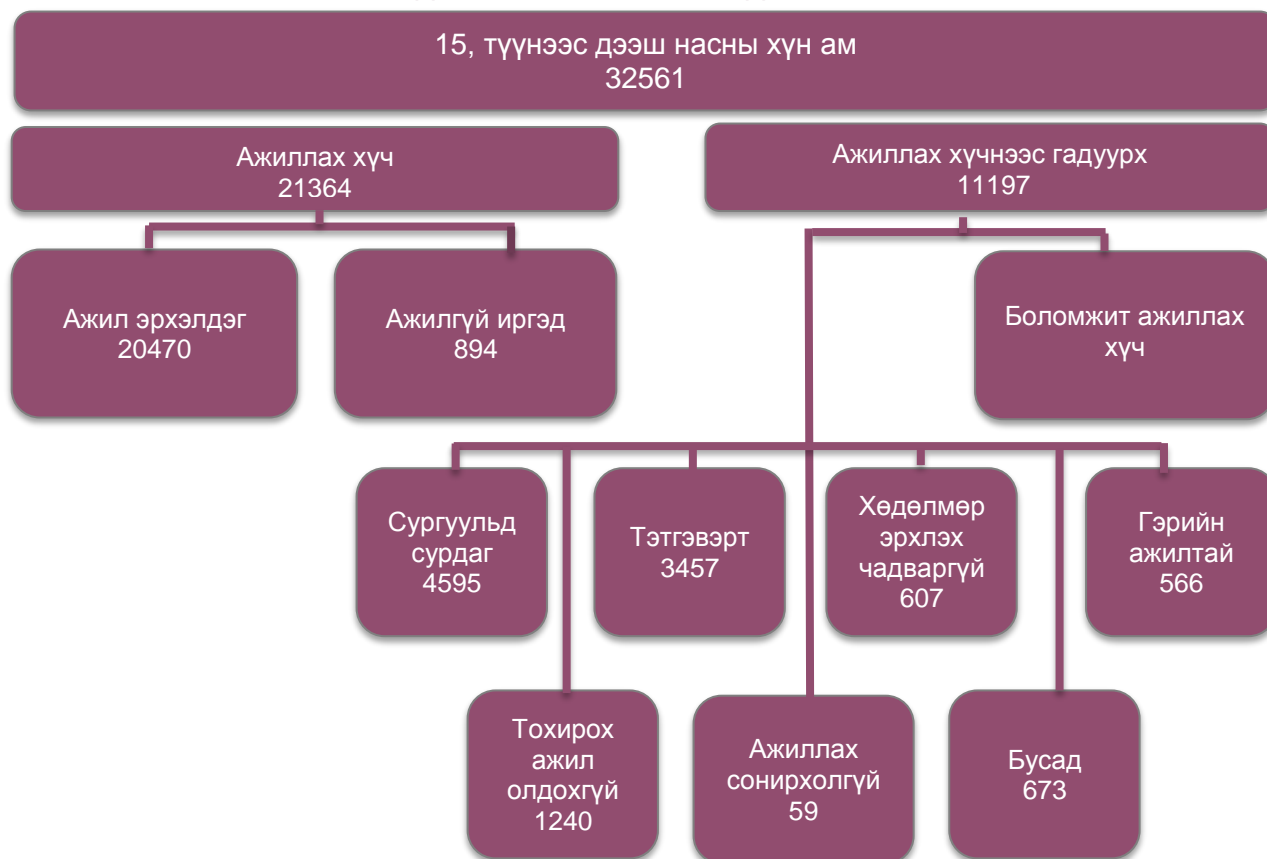 15, түүнээс дээш насны хүн ам
32561
Ажиллах хүч
21364
Ажиллах хүчнээс гадуурх
11197
Ажил эрхэлдэг
20470
Ажилгүй иргэд
894
Боломжит ажиллах
хүч
Сургуульд
сурдаг
4595
Тэтгэвэрт
3457
Хөдөлмөр
эрхлэх
чадваргүй
607
Гэрийн
ажилтай
566
Тохирох
ажил
олдохгүй
1240
Ажиллах
сонирхолгүй
59
Бусад
673